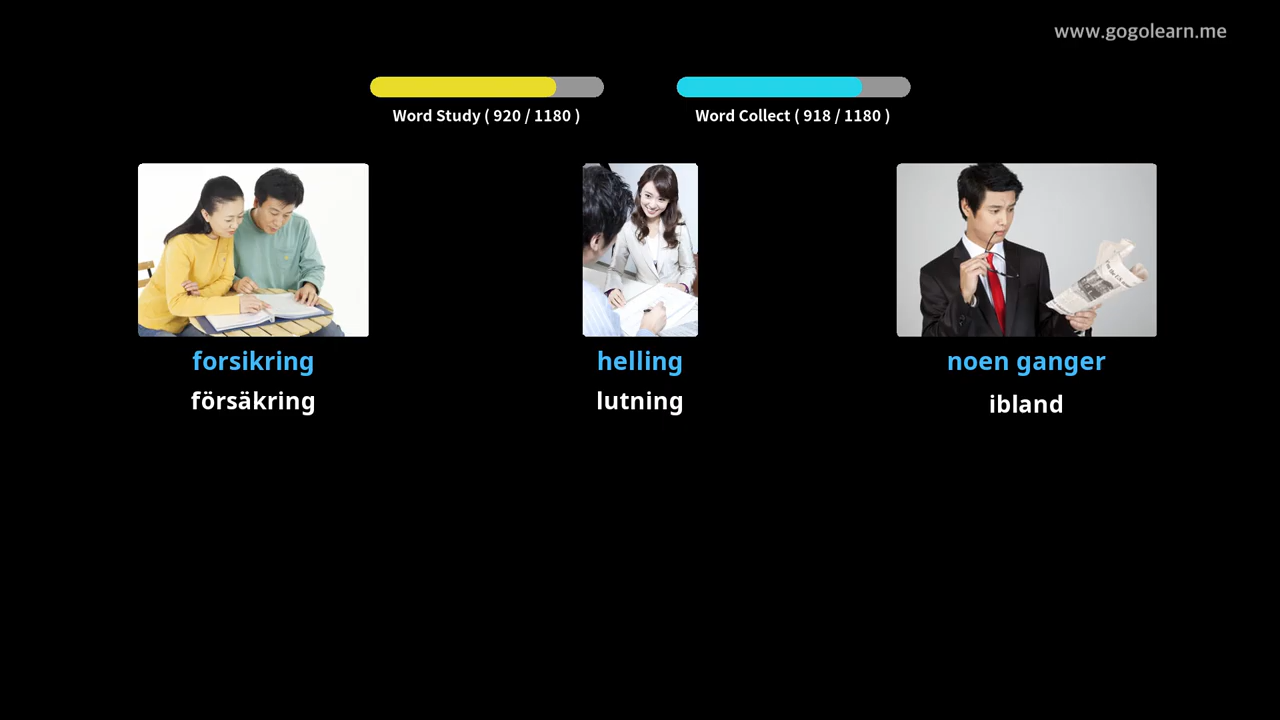 www.gogolearn.me
Word Study ( 920 / 1180 )
Word Collect ( 918 / 1180 )
forsikring
försäkring
helling
lutning
noen ganger
ibland